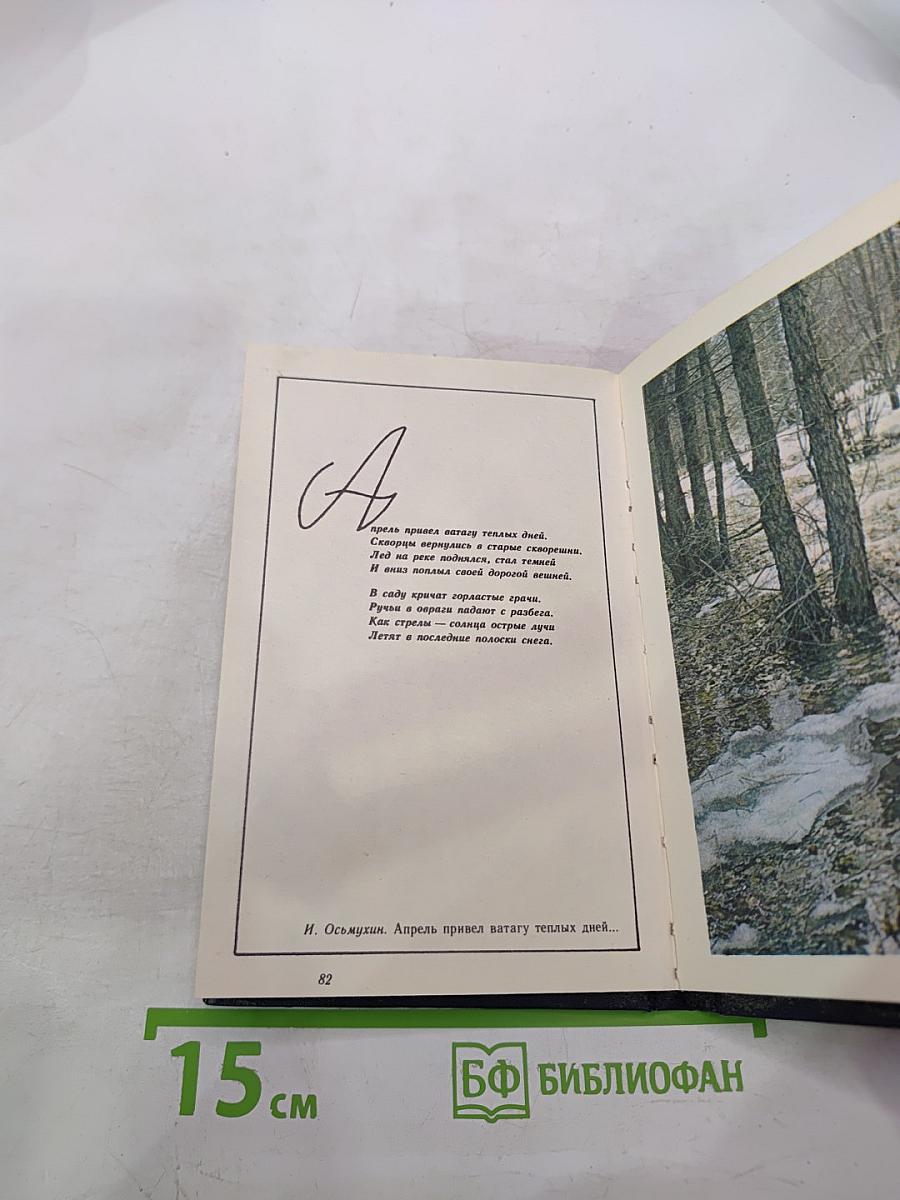 Апрель привел ватагу теплых дней.
Скворцы вернулись в старые скворешни.
Лед на реке поднялся, стал темней
И вниз поплыл своей дорогой вешней.
В саду кричат горластые грачи.
Ручьи в овраги падают с разбега.
Как стрелы — солнца острые лучи
Летят в последние полоски снега.
И. Осьмухин. Апрель привел ватагу теплых дней...
82
15 см
БФ БИБЛИОФАН